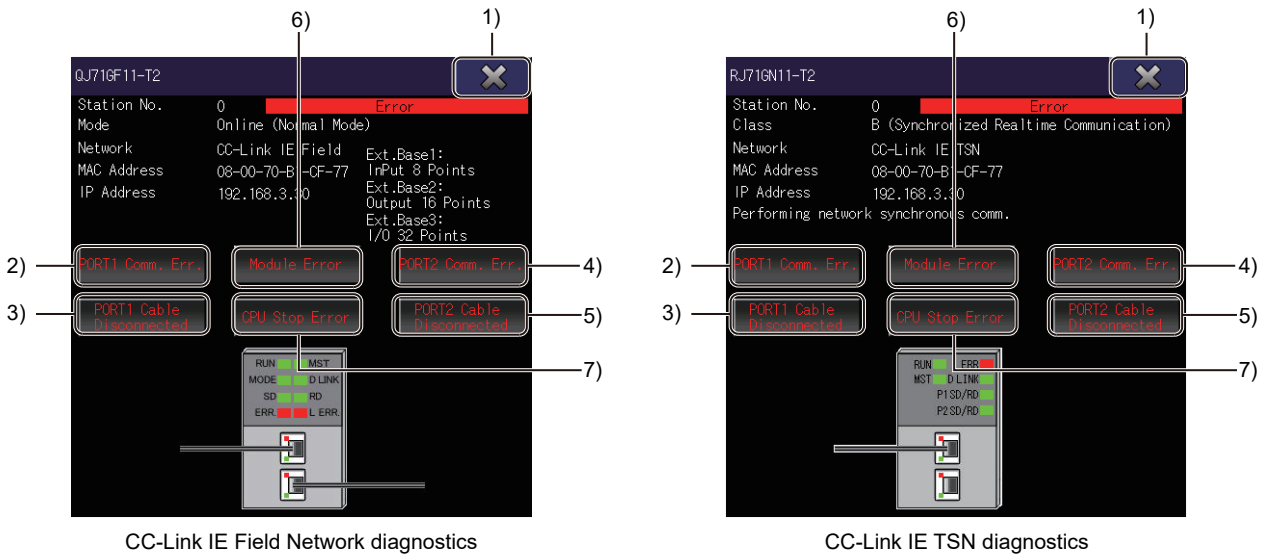 6)
1)
QJ71GF11-T2
Station No. 0 Error
Mode Online (Normal Mode)
Network CC-Link IE Field
MAC Address 08-00-70-B1-CF-77
IP Address 192.168.3.30
Ext.Base1:
InPut 8 Points
Ext.Base2:
Output 16 Points
Ext.Base3:
I/O 32 Points
2)
PORT1 Comm. Err.
Module Error
PORT2 Comm. Err.
4)
3)
PORT1 Cable
Disconnected
CPU Stop Error
PORT2 Cable
Disconnected
5)
RUN MST
MODE D LINK
SD RD
ERR. L ERR.
7)
CC-Link IE Field Network diagnostics
6)
1)
RJ71GN11-T2
Station No. 0 Error
Class B (Synchronized Realtime Communication)
Network CC-Link IE TSN
MAC Address 08-00-70-B1-CF-77
IP Address 192.168.3.30
Performing network synchronous comm.
2)
PORT1 Comm. Err.
Module Error
PORT2 Comm. Err.
4)
3)
PORT1 Cable
Disconnected
CPU Stop Error
PORT2 Cable
Disconnected
5)
RUN ERR
MST D LINK
P1 SD/RD
P2 SD/RD
7)
CC-Link IE TSN diagnostics